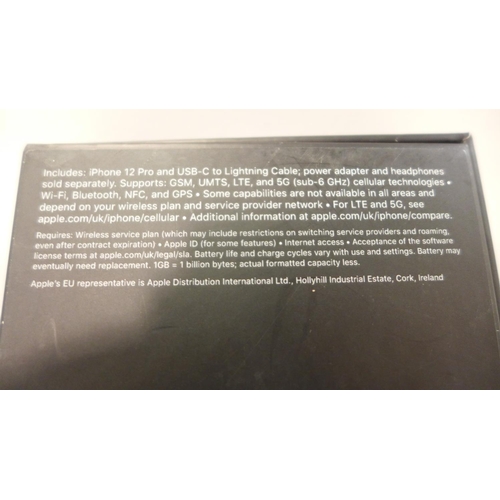 Includes: iPhone 12 Pro and USB-C to Lightning Cable; power adapter and headphones
sold separately. Supports: GSM, UMTS, LTE, and 5G (sub-6 GHz) cellular technologies •
Wi-Fi, Bluetooth, NFC, and GPS • Some capabilities are not available in all areas and
depend on your wireless plan and service provider network • For LTE and 5G, see
apple.com/uk/iphone/cellular • Additional information at apple.com/uk/iphone/compare.
Requires: Wireless service plan (which may include restrictions on switching service providers and roaming,
even after contract expiration) • Apple ID (for some features) • Internet access • Acceptance of the software
license terms at apple.com/uk/legal/sla. Battery life and charge cycles vary with use and settings. Battery may
eventually need replacement. 1GB = 1 billion bytes; actual formatted capacity less.
Apple's EU representative is Apple Distribution International Ltd., Hollyhill Industrial Estate, Cork, Ireland